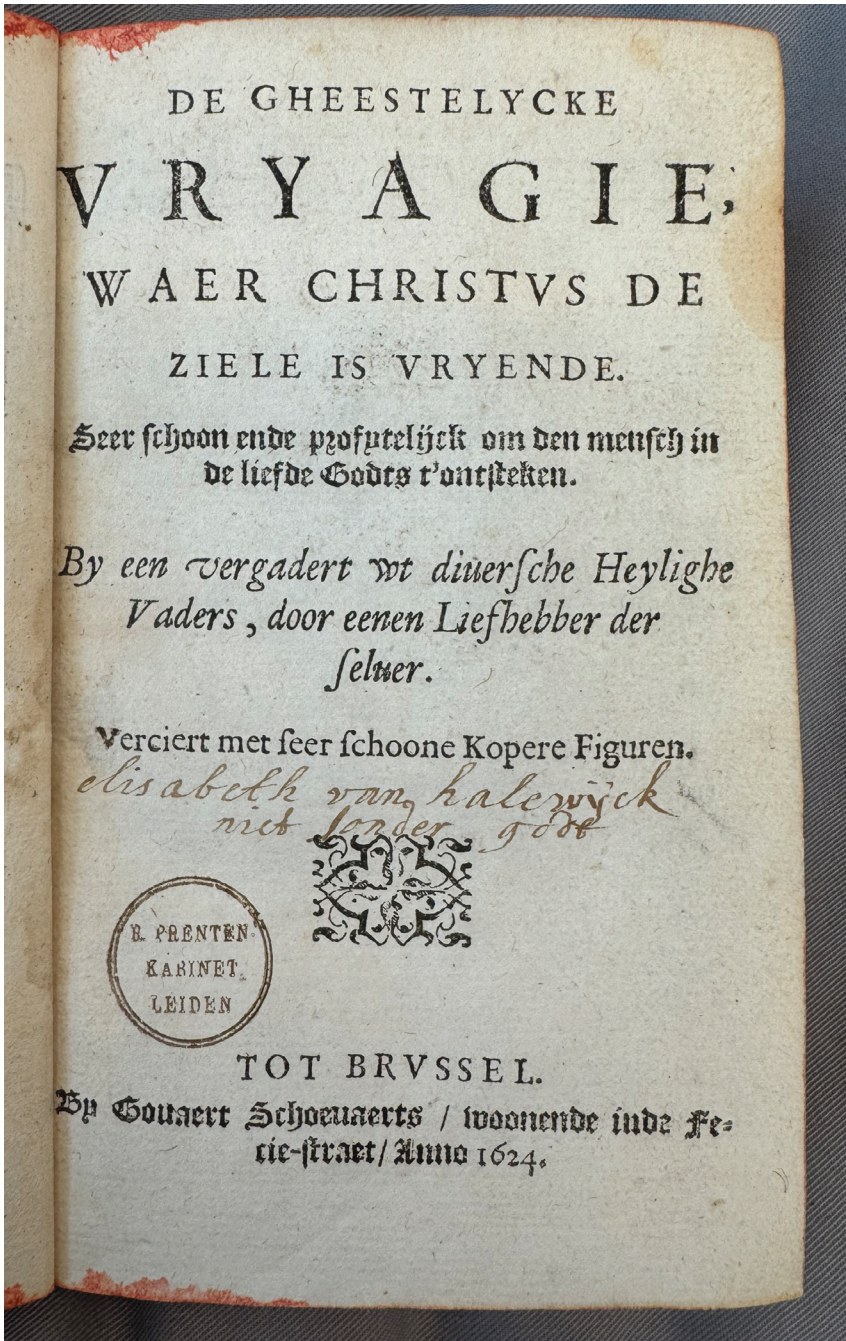 DE GHEESTELYCKE
VRYAGIE,
WAER CHRISTVS DE
ZIELE IS VRYENDE.
Seer ſchoon ende profytelijck om den menſch in
de liefde Godts t'ontſteken.
By een vergadert wt diuerſche Heylighe
Vaders, door eenen Liefhebber der
ſeluer.
Verciert met ſeer ſchoone Kopere Figuren.
elisabeth van halewijck
niet sonder godt
R. PRENTEN
KABINET
LEIDEN
TOT BRVSSEL.
By Gouaert Schoeuaerts / woonende inde Fe-
rie-ſtraet/ Anno 1624.